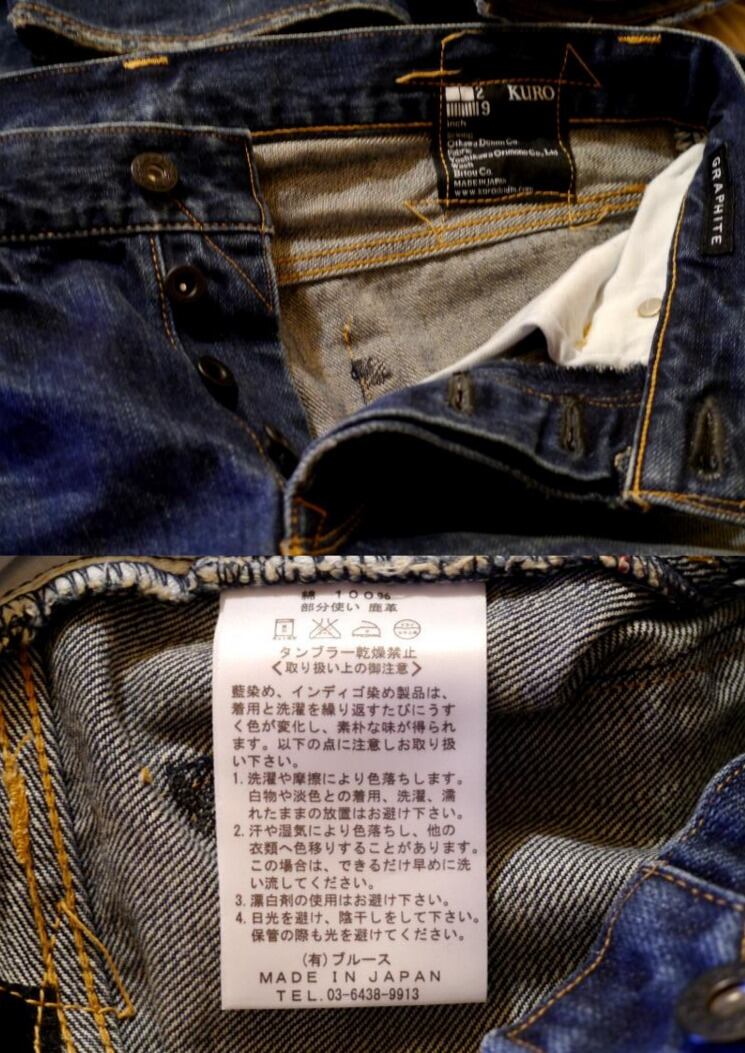 2 KURO
9
inch
Oikawa Denim Co.
Fabric
Yoshikawa Orimono Co., Ltd
Wash
Briou Co.
MADE IN JAPAN
GRAPHITE
綿 100%
部分使い 鹿革
タンブラー乾燥禁止
〈取り扱い上の御注意〉
藍染め、インディゴ染め製品は、
着用と洗濯を繰り返すたびにうす
く色が変化し、素朴な味が得られ
ます。以下の点に注意しお取り扱
い下さい。
1. 洗濯や摩擦により色落ちします。
白物や淡色との着用、洗濯、濡
れたままの放置はお避け下さい。
2. 汗や湿気により色落ちし、他の
衣類へ色移りすることがあります。
この場合は、できるだけ早めに洗
い流してください。
3. 漂白剤の使用はお避け下さい。
4. 日光を避け、陰干しをして下さい。
保管の際も光を避けてください。
(有)ブルース
MADE IN JAPAN
TEL.03-6438-9913